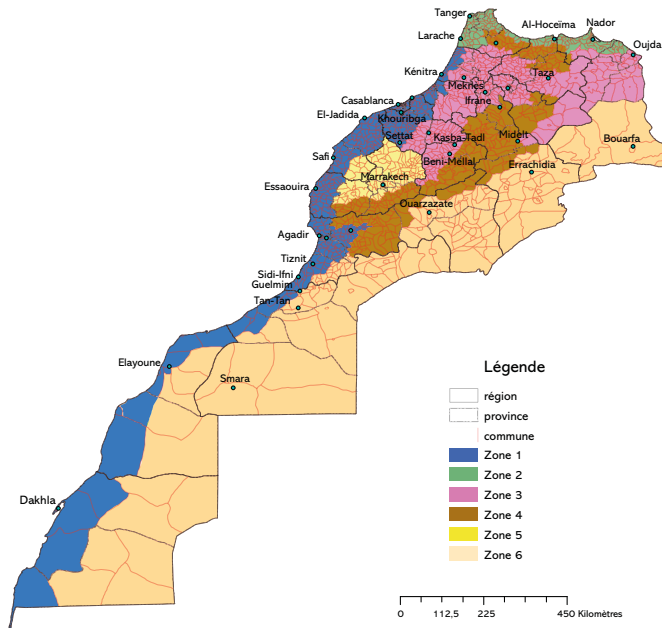 Tanger
Al-Hoceïma
Nador
Larache
Oujda
Kénitra
Taza
Meknès
Casablanca
Ifrane
El-Jadida
Khouribga
Settat
Kasba-Tadl
Midelt
Bouarfa
Safi
Beni-Mellal
Errachidia
Marrakech
Essaouira
Ouarzazate
Agadir
Tiznit
Sidi-Ifni
Guelmim
Tan-Tan
Elayoune
Smara
Dakhla
Légende
région
province
commune
Zone 1
Zone 2
Zone 3
Zone 4
Zone 5
Zone 6
0 112,5 225 450 Kilomètres